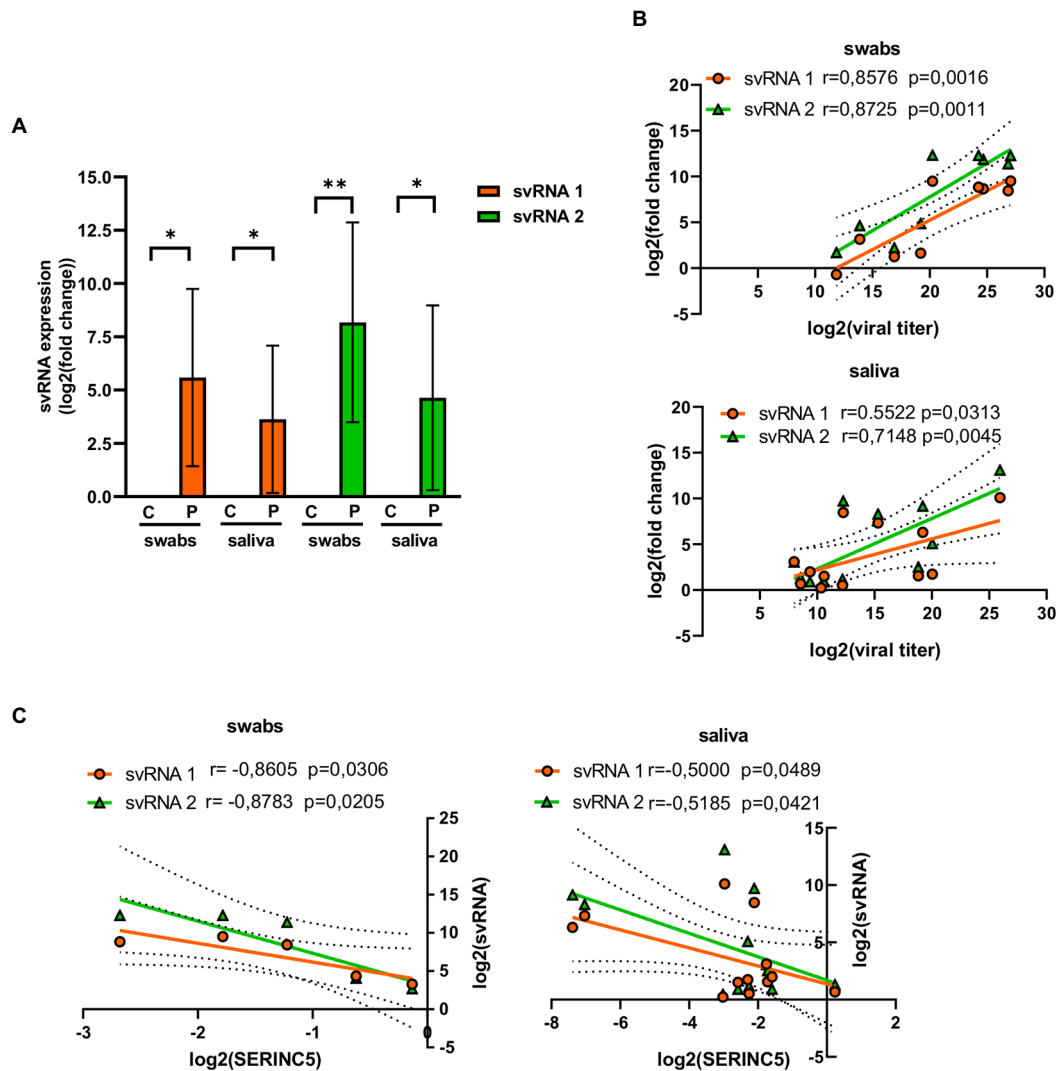 A
svRNA expression
(log2(fold change))
15.0
12.5
10.0
7.5
5.0
2.5
0.0
*
*
**
*
svRNA 1
svRNA 2
C P C P C P C P
swabs saliva swabs saliva
B
swabs
svRNA 1 r=0,8576 p=0,0016
svRNA 2 r=0,8725 p=0,0011
log2(fold change)
20
15
10
5
0
-5
5 10 15 20 25 30
log2(viral titer)
saliva
svRNA 1 r=0.5522 p=0,0313
svRNA 2 r=0,7148 p=0,0045
log2(fold change)
20
15
10
5
0
-5
5 10 15 20 25 30
log2(viral titer)
C
swabs
svRNA 1 r= -0,8605 p=0,0306
svRNA 2 r= -0,8783 p=0,0205
25
20
15
10
5
0
-5
log2(svRNA)
-3 -2 -1 0
log2(SERINC5)
saliva
svRNA 1 r=-0,5000 p=0,0489
svRNA 2 r=-0,5185 p=0,0421
15
10
5
-5
log2(svRNA)
-8 -6 -4 -2 0 2
log2(SERINC5)